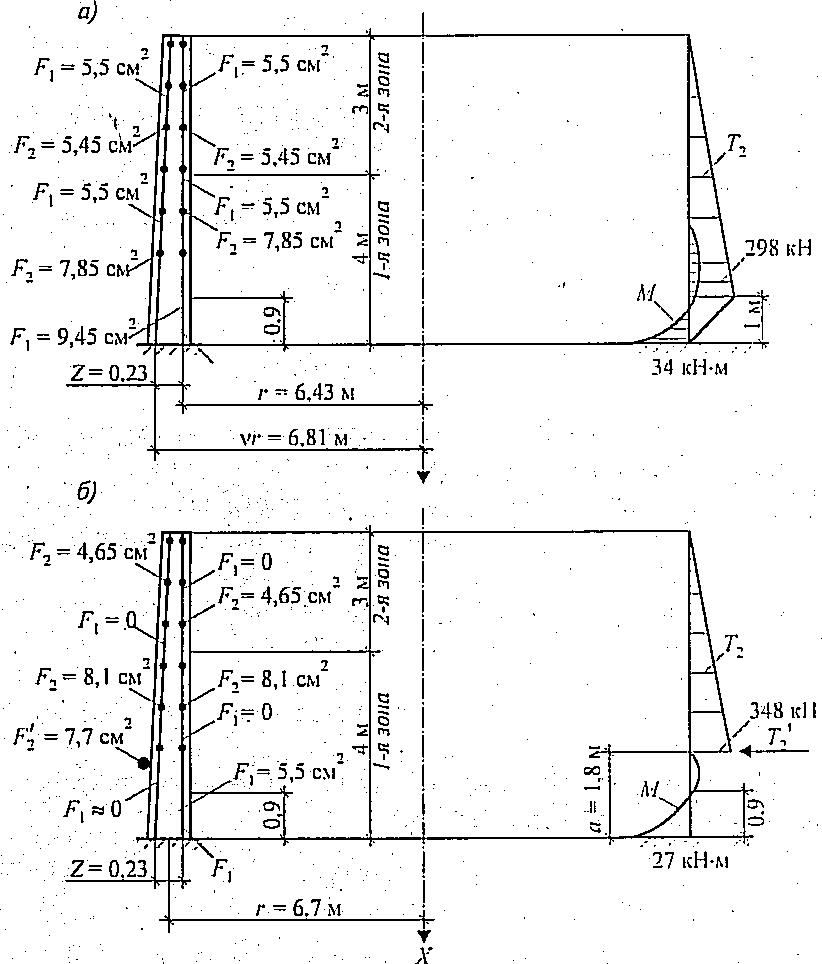 а)
F₁ = 5,5 см²
F₁ = 5,5 см²
3 м
2-я зона
T₂
F₂ = 5,45 см²
F₂ = 5,45 см²
F₁ = 5,5 см²
F₁ = 5,5 см²
F₂ = 7,85 см²
4 м
1-я зона
298 кН
F₂ = 7,85 см²
M
0.9
1 м
F₁ = 9,45 см²
34 кН·м
Z = 0,23
r = 6,43 м
νr = 6,81 м
б)
F₂ = 4,65 см²
F₁ = 0
3 м
2-я зона
F₂ = 4,65 см²
F₁ = 0
T₂
F₂ = 8,1 см²
F₂ = 8,1 см²
4 м
1-я зона
348 кН
F₁ = 0
T₂'
F₂' = 7,7 см²
a = 1,8 м
F₁ = 5,5 см²
M
F₁ ≈ 0
0,9
0.9
27 кН·м
Z = 0,23
F₁
r = 6,7 м
X